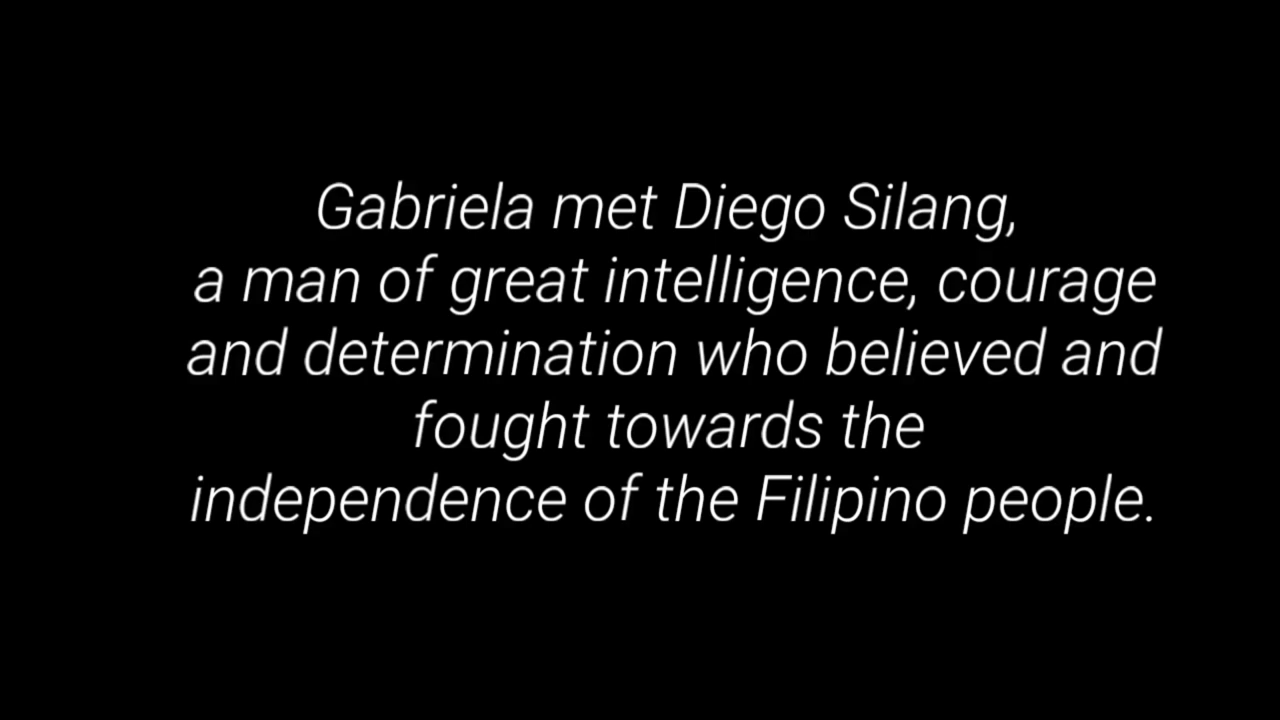 Gabriela met Diego Silang,
a man of great intelligence, courage
and determination who believed and
fought towards the
independence of the Filipino people.